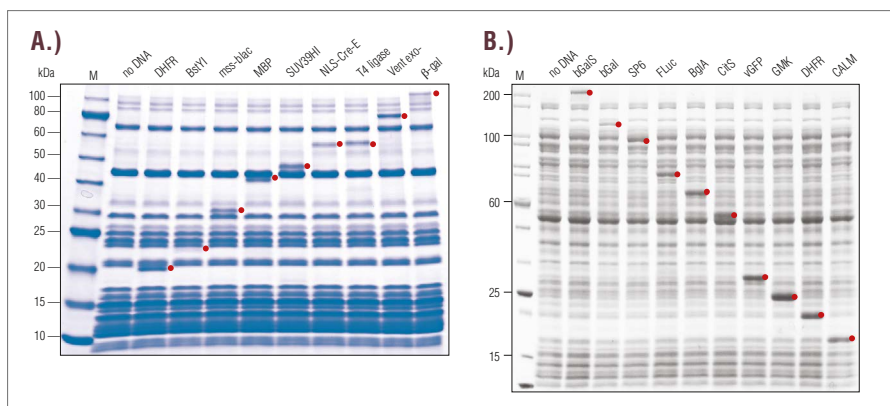 A.)
kDa
M
no DNA
DHFR
BstYI
mss-blac
MBP
SUV39HI
NLS-Cre-E
T4 ligase
Vent exo-
β-gal
100
80
60
50
40
30
25
20
15
10
B.)
kDa
M
no DNA
bGalS
bGal
SP6
FLuc
BglA
CitS
vGFP
GMK
DHFR
CALM
200
100
60
25
15